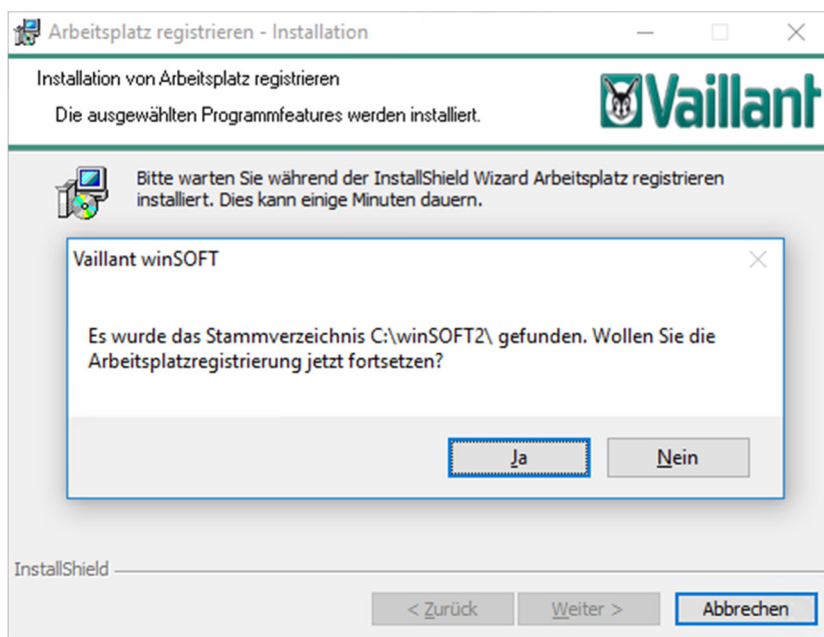 Arbeitsplatz registrieren - Installation
Installation von Arbeitsplatz registrieren
Die ausgewählten Programmfeatures werden installiert.
Vaillant
Bitte warten Sie während der InstallShield Wizard Arbeitsplatz registrieren
installiert. Dies kann einige Minuten dauern.
Vaillant winSOFT
Es wurde das Stammverzeichnis C:\winSOFT2\ gefunden. Wollen Sie die
Arbeitsplatzregistrierung jetzt fortsetzen?
Ja Nein
InstallShield
< Zurück Weiter > Abbrechen